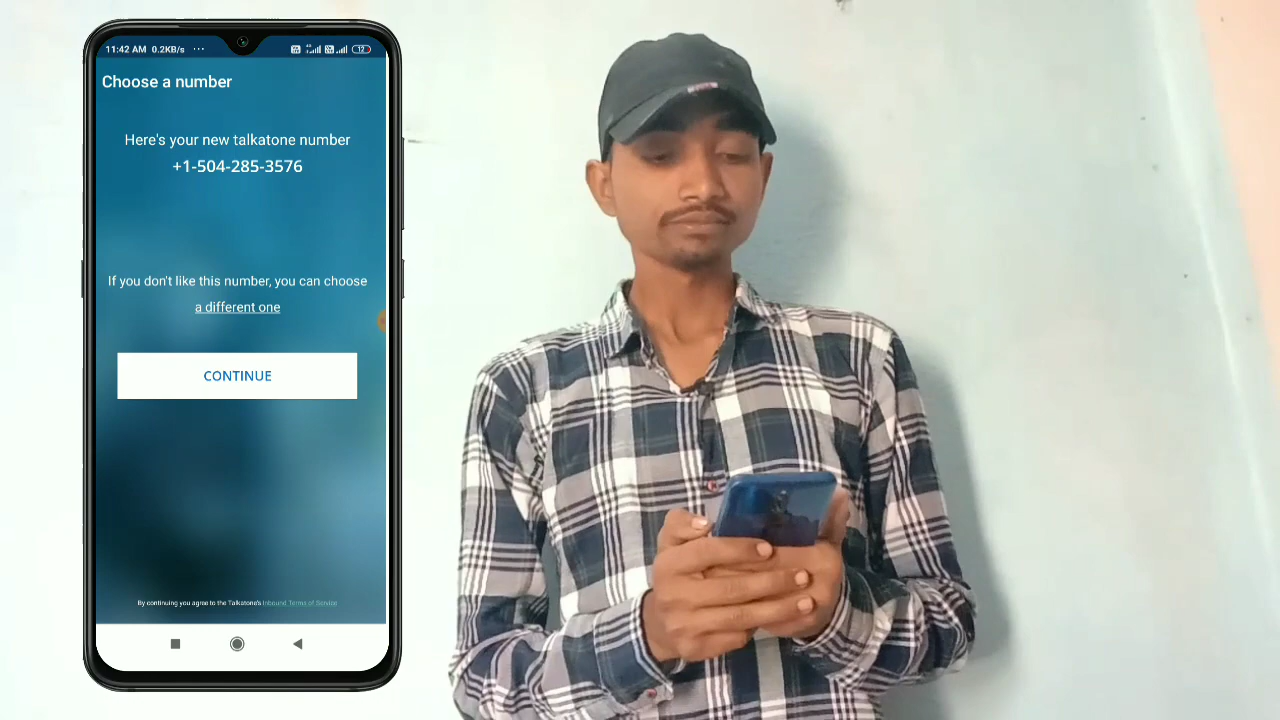 11:42 AM 0.2KB/s ... 12
Choose a number
Here's your new talkatone number
+1-504-285-3576
If you don't like this number, you can choose
a different one
CONTINUE
By continuing you agree to the Talkatone's Inbound Terms of Service